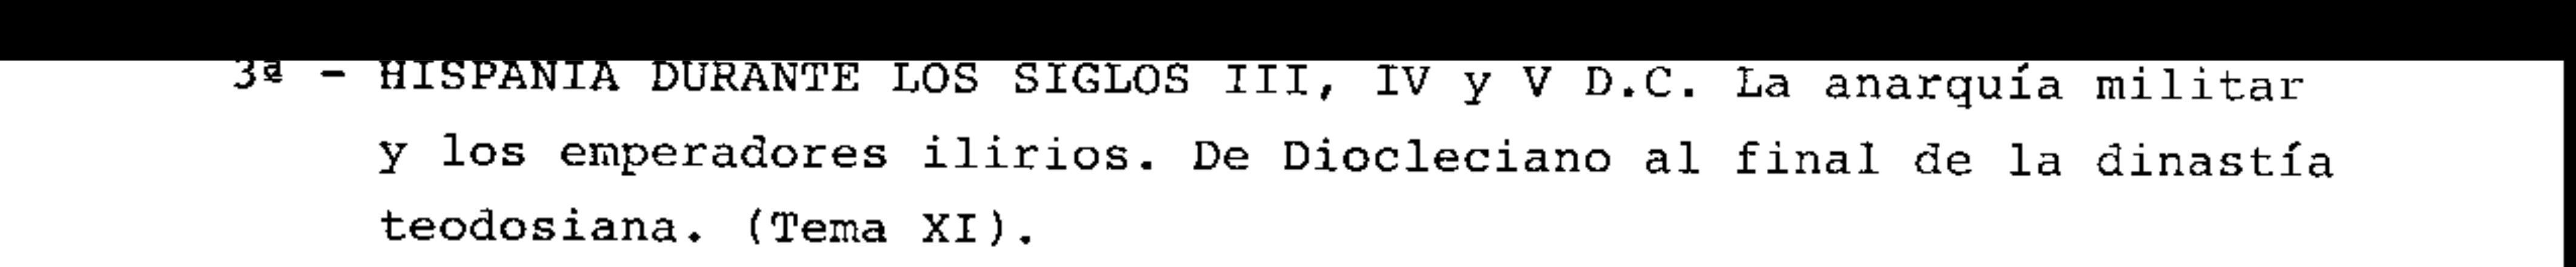 3ª - HISPANIA DURANTE LOS SIGLOS III, IV y V D.C. La anarquía militar
y los emperadores ilirios. De Diocleciano al final de la dinastía
teodosiana. (Tema XI).